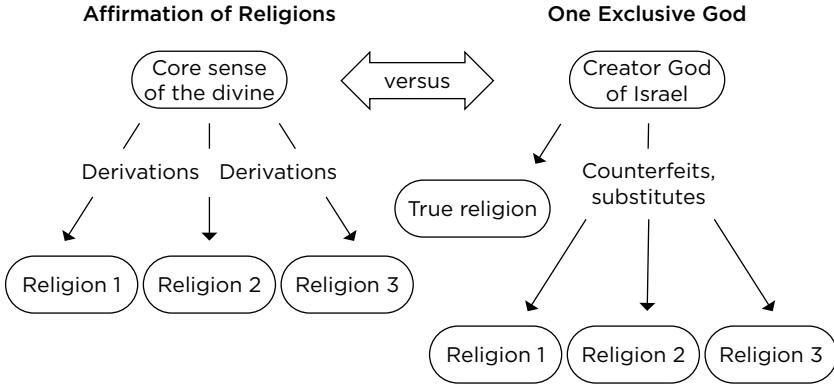 Affirmation of Religions
Core sense
of the divine
Derivations Derivations
Religion 1 Religion 2 Religion 3
versus
One Exclusive God
Creator God
of Israel
True religion
Counterfeits,
substitutes
Religion 1 Religion 2 Religion 3